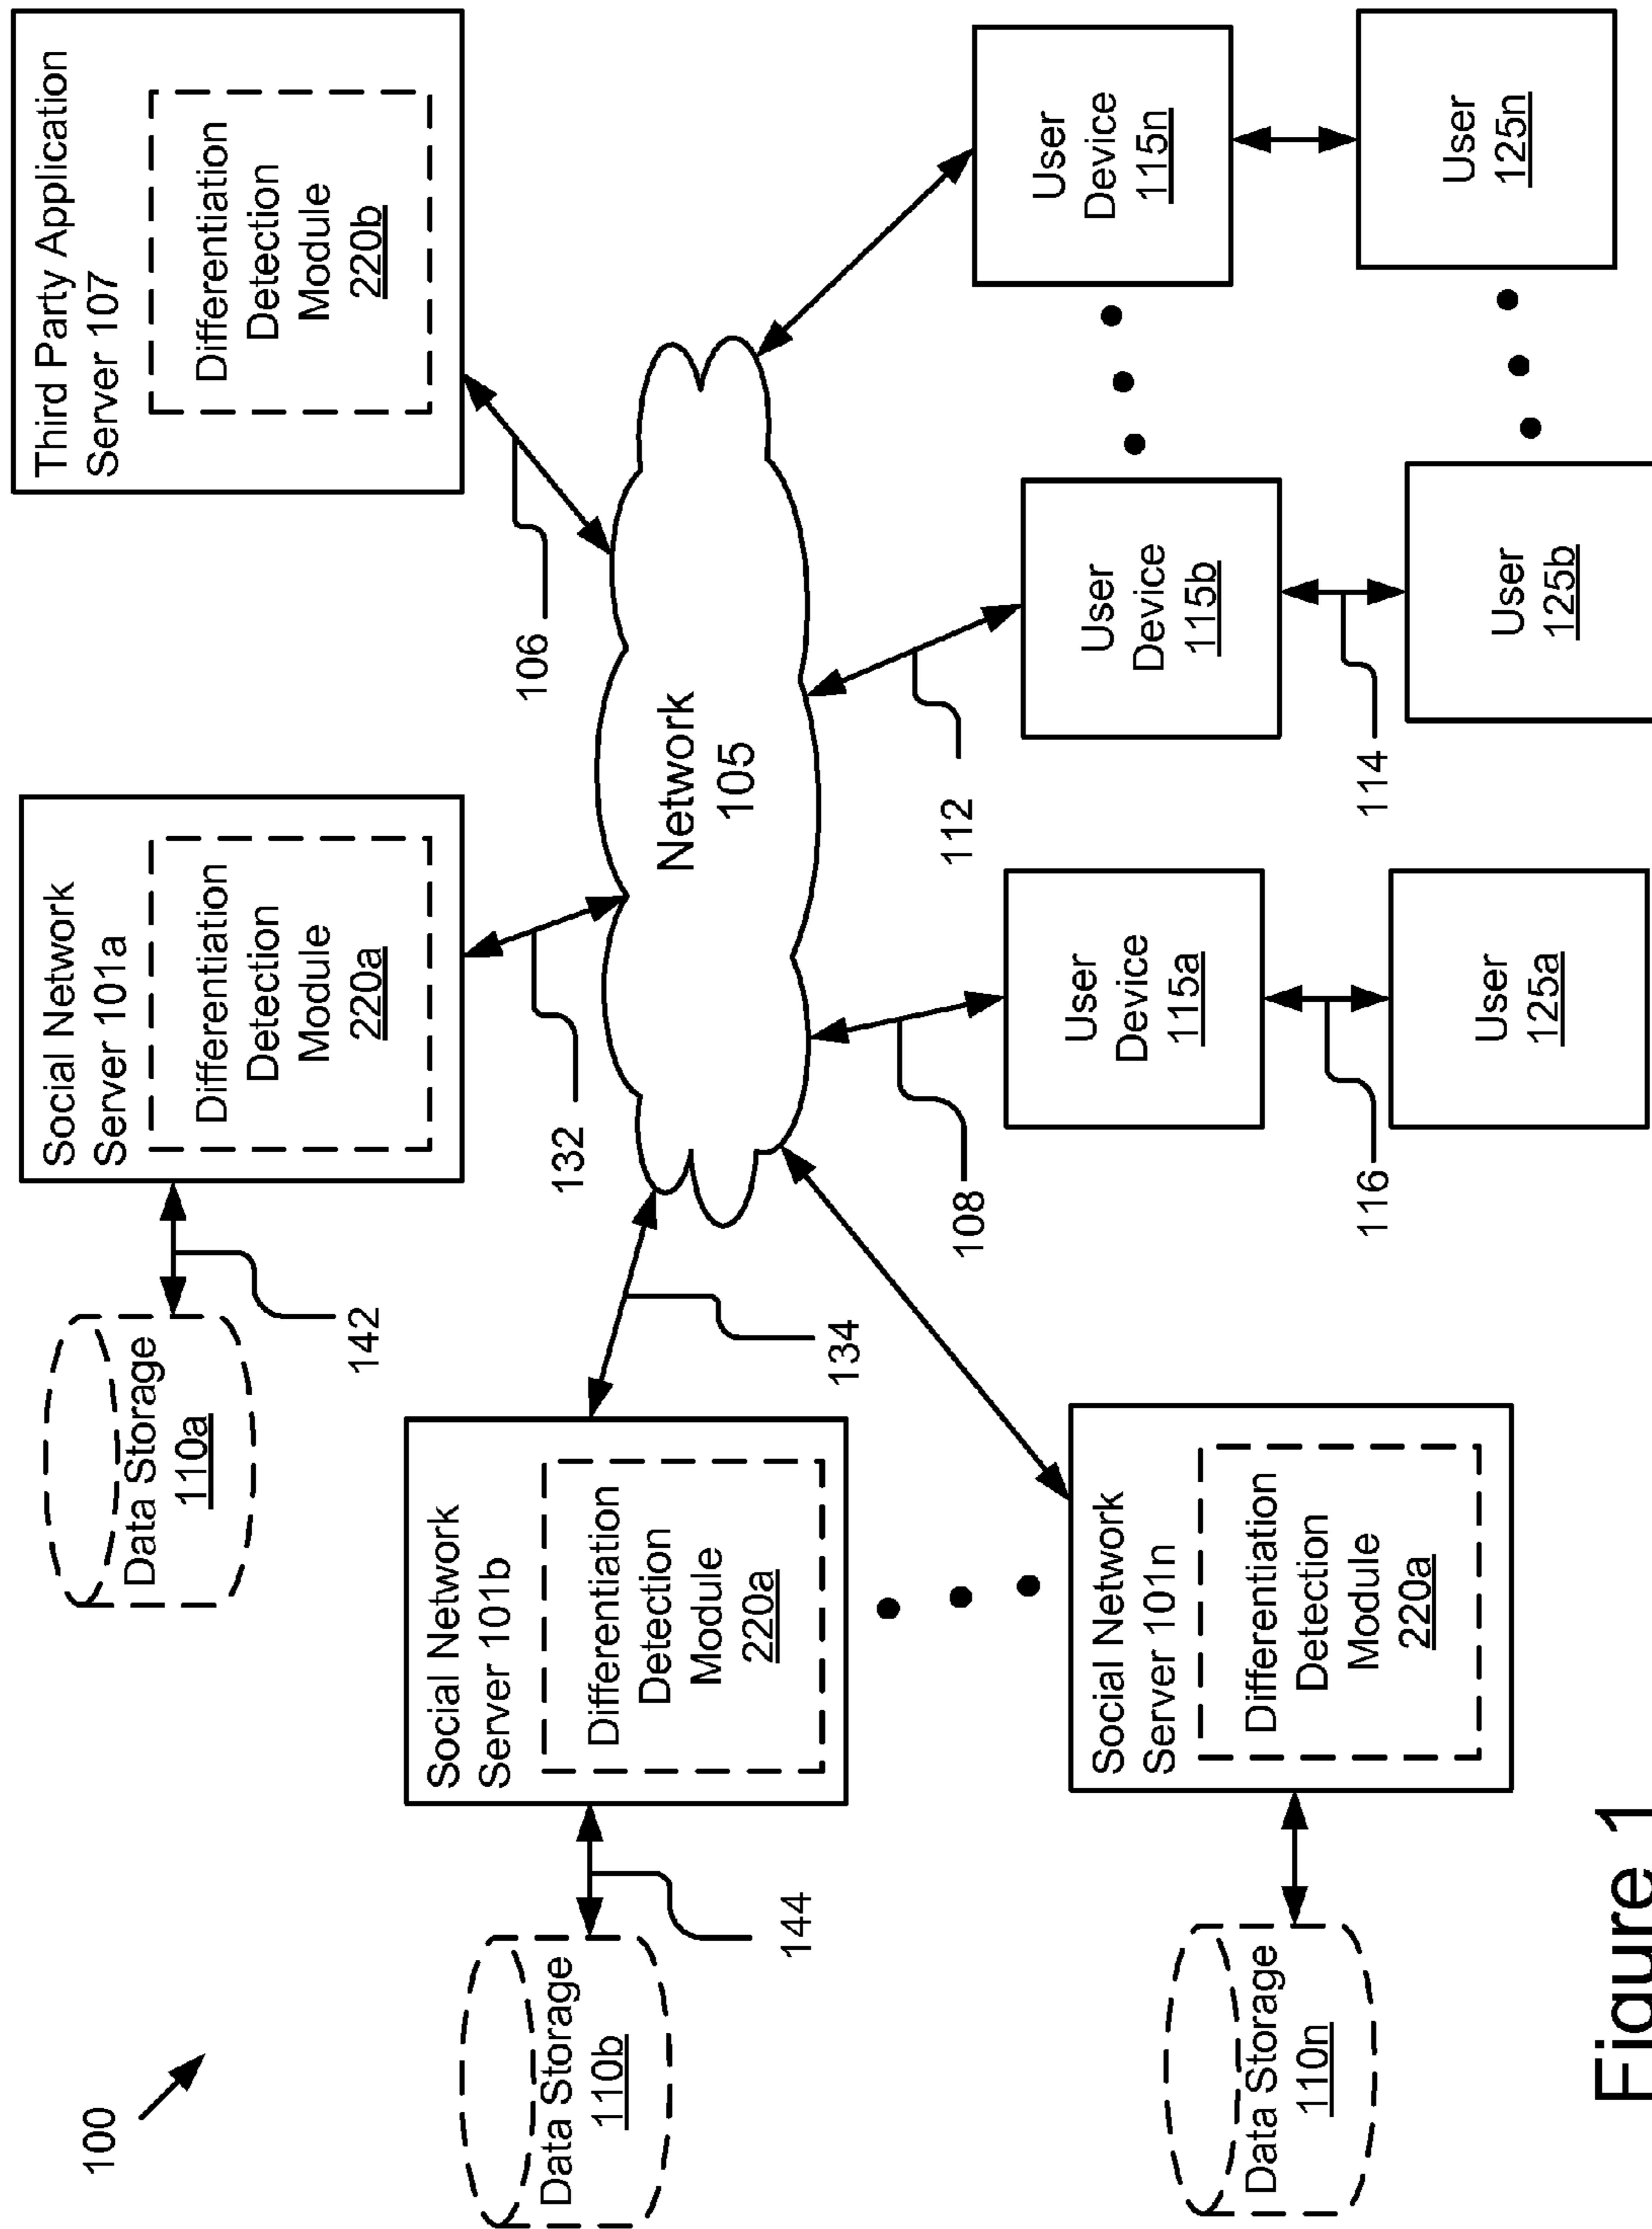 100
Data Storage
110a
142
Social Network
Server 101a
Differentiation
Detection
Module
220a
132
Third Party Application
Server 107
Differentiation
Detection
Module
220b
106
Data Storage
110b
144
Social Network
Server 101b
Differentiation
Detection
Module
220a
134
Network
105
Data Storage
110n
Social Network
Server 101n
Differentiation
Detection
Module
220a
108
112
User
Device
115a
User
Device
115b
User
Device
115n
116
114
User
125a
User
125b
User
125n
Figure 1